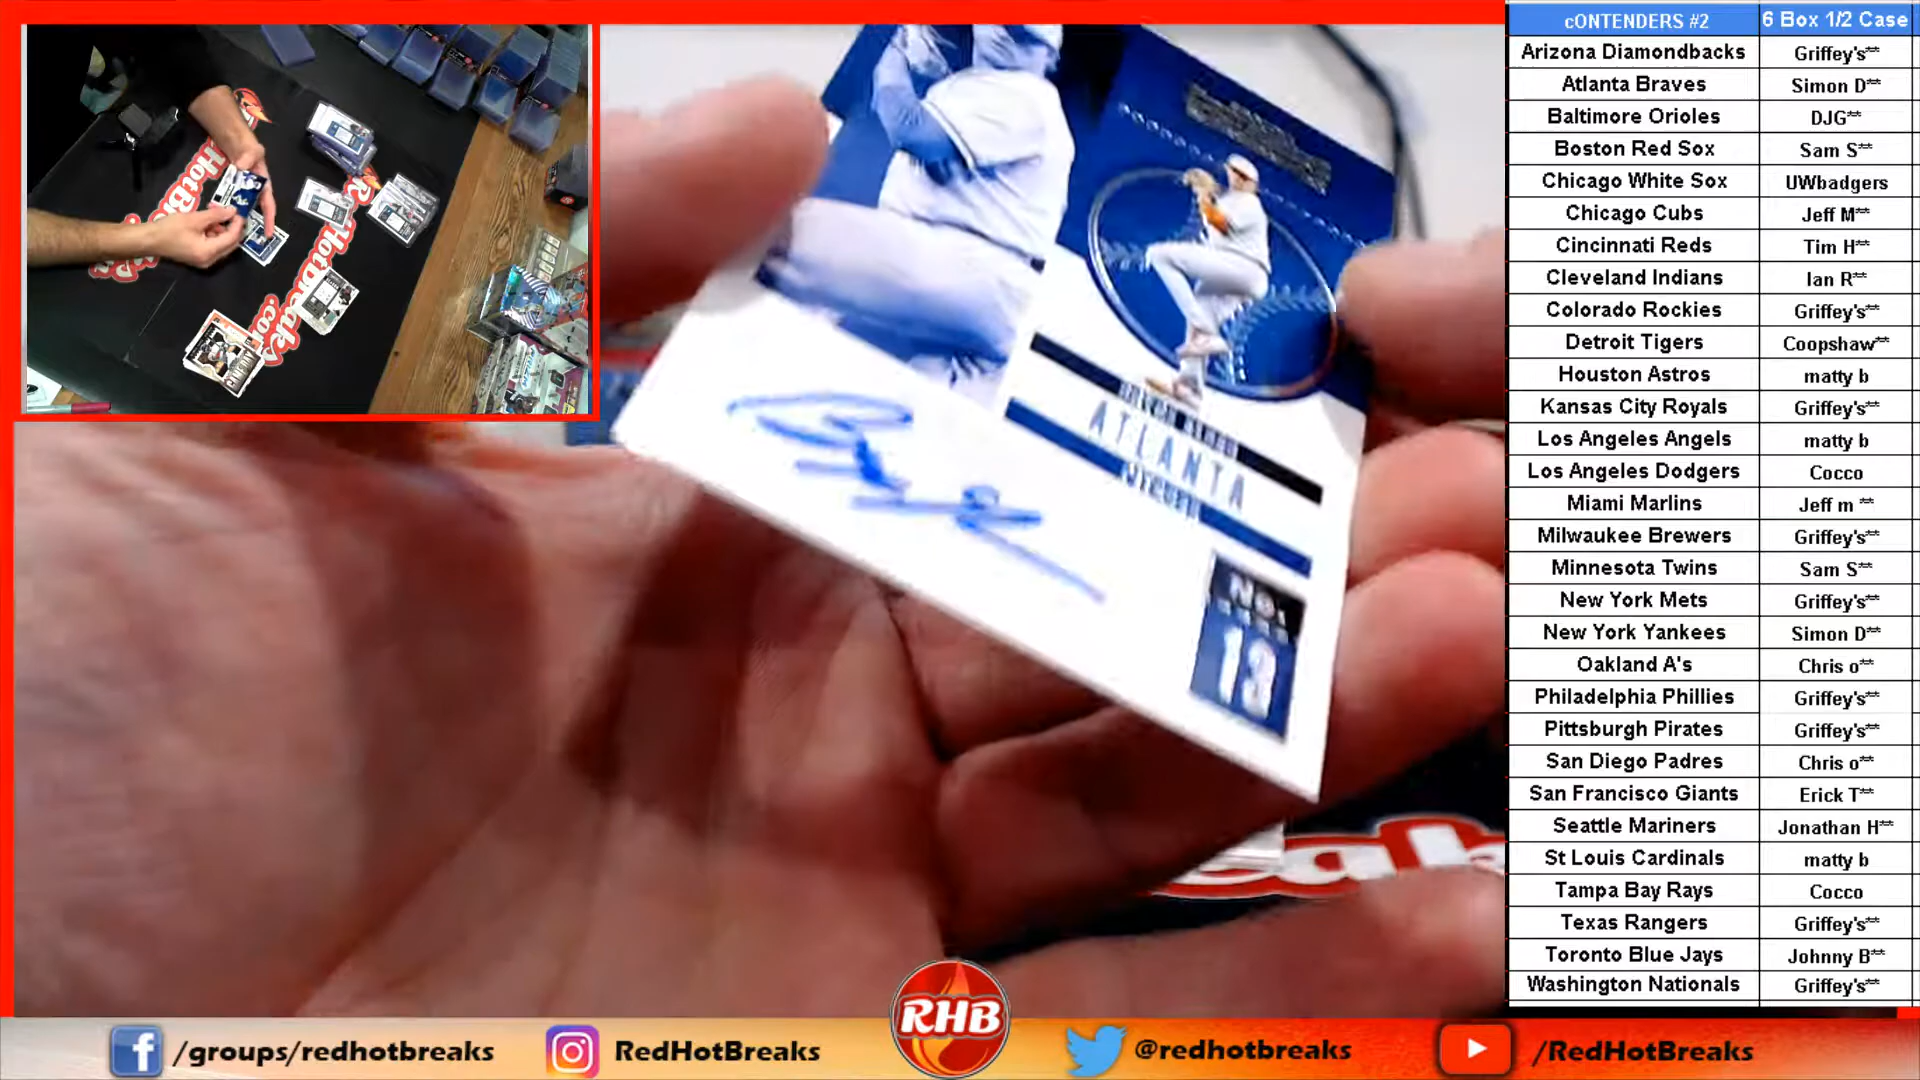 cONTENDERS #2 6 Box 1/2 Case
Arizona Diamondbacks Griffey's**
Atlanta Braves Simon D**
Baltimore Orioles DJG**
Boston Red Sox Sam S**
Chicago White Sox UWbadgers
Chicago Cubs Jeff M**
Cincinnati Reds Tim H**
Cleveland Indians Ian R**
Colorado Rockies Griffey's**
Detroit Tigers Coopshaw**
Houston Astros matty b
Kansas City Royals Griffey's**
Los Angeles Angels matty b
Los Angeles Dodgers Cocco
Miami Marlins Jeff m **
Milwaukee Brewers Griffey's**
Minnesota Twins Sam S**
New York Mets Griffey's**
New York Yankees Simon D**
Oakland A's Chris o**
Philadelphia Phillies Griffey's**
Pittsburgh Pirates Griffey's**
San Diego Padres Chris o**
San Francisco Giants Erick T**
Seattle Mariners Jonathan H**
St Louis Cardinals matty b
Tampa Bay Rays Cocco
Texas Rangers Griffey's**
Toronto Blue Jays Johnny B**
Washington Nationals Griffey's**
ATLANTA
No.
13
RHB
/groups/redhotbreaks RedHotBreaks @redhotbreaks /RedHotBreaks